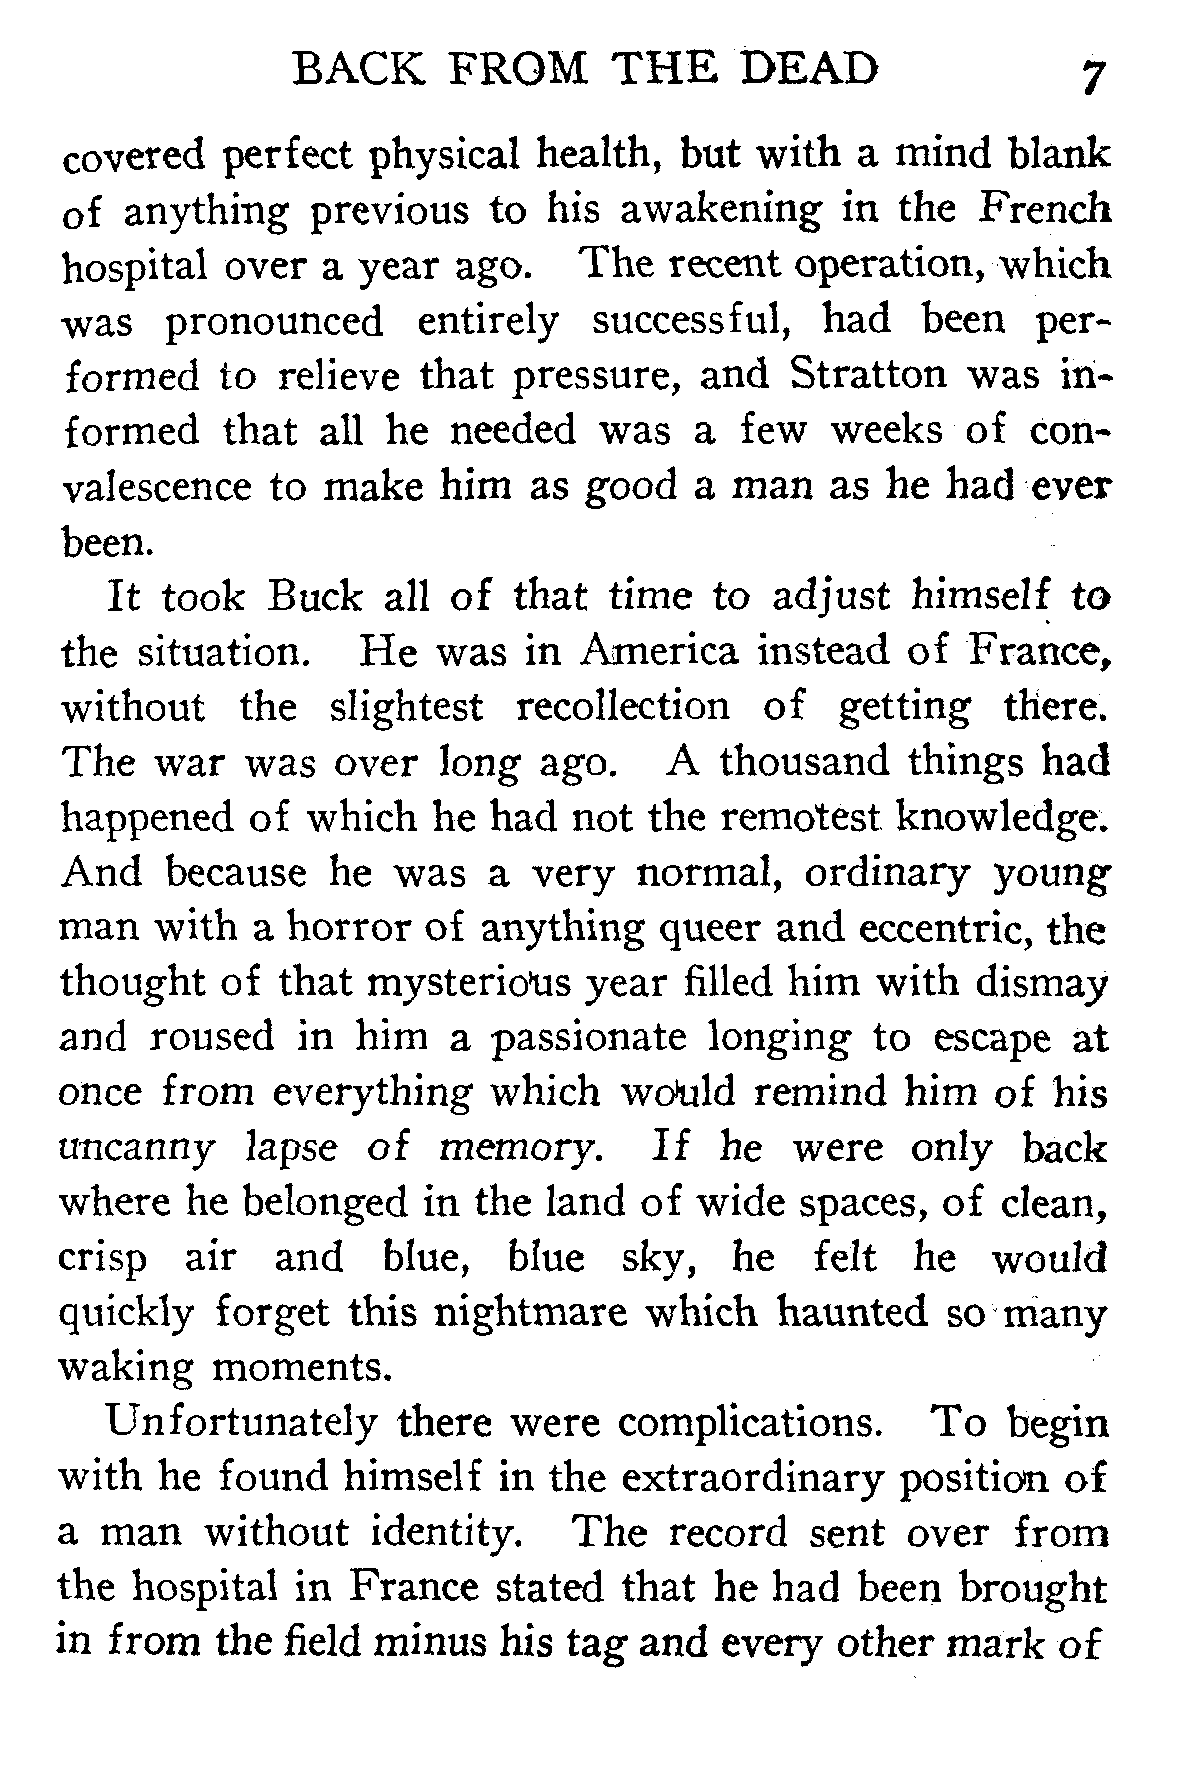 BACK FROM THE DEAD 7
covered perfect physical health, but with a mind blank
of anything previous to his awakening in the French
hospital over a year ago. The recent operation, which
was pronounced entirely successful, had been per-
formed to relieve that pressure, and Stratton was in-
formed that all he needed was a few weeks of con-
valescence to make him as good a man as he had ever
been.
It took Buck all of that time to adjust himself to
the situation. He was in America instead of France,
without the slightest recollection of getting there.
The war was over long ago. A thousand things had
happened of which he had not the remotest knowledge.
And because he was a very normal, ordinary young
man with a horror of anything queer and eccentric, the
thought of that mysterious year filled him with dismay
and roused in him a passionate longing to escape at
once from everything which would remind him of his
uncanny lapse of memory. If he were only back
where he belonged in the land of wide spaces, of clean,
crisp air and blue, blue sky, he felt he would
quickly forget this nightmare which haunted so many
waking moments.
Unfortunately there were complications. To begin
with he found himself in the extraordinary position of
a man without identity. The record sent over from
the hospital in France stated that he had been brought
in from the field minus his tag and every other mark of